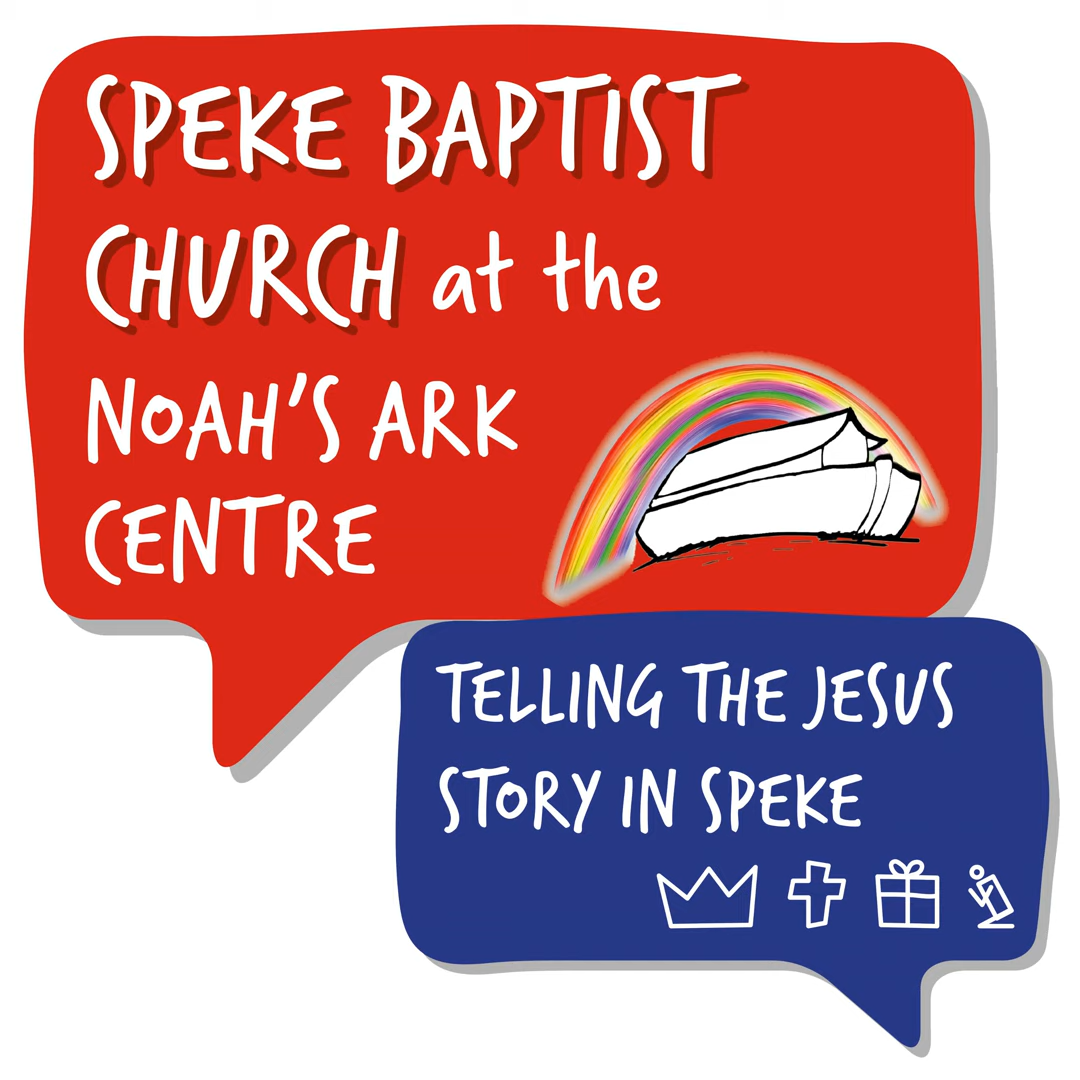 SPEKE BAPTIST
CHURCH at the
NOAH'S ARK
CENTRE
TELLING THE JESUS
STORY IN SPEKE